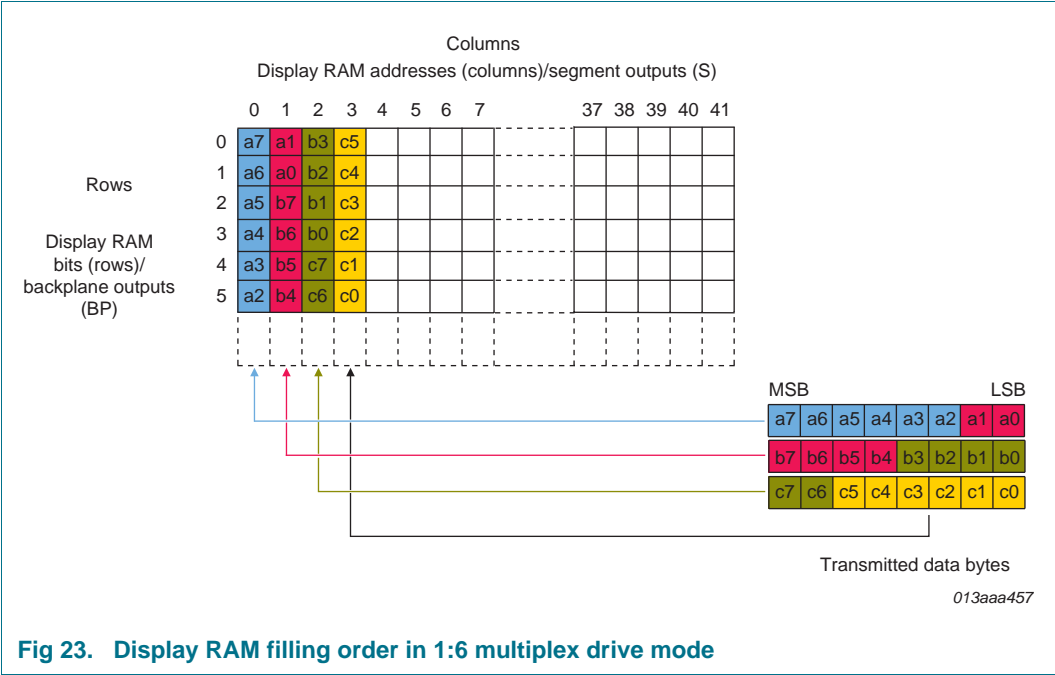 Columns
Display RAM addresses (columns)/segment outputs (S)
0 1 2 3 4 5 6 7 37 38 39 40 41
0 a7 a1 b3 c5
1 a6 a0 b2 c4
Rows
2 a5 b7 b1 c3
3 a4 b6 b0 c2
Display RAM
bits (rows)/
4 a3 b5 c7 c1
backplane outputs
5 a2 b4 c6 c0
(BP)
MSB LSB
a7 a6 a5 a4 a3 a2 a1 a0
b7 b6 b5 b4 b3 b2 b1 b0
c7 c6 c5 c4 c3 c2 c1 c0
Transmitted data bytes
013aaa457
Fig 23. Display RAM filling order in 1:6 multiplex drive mode